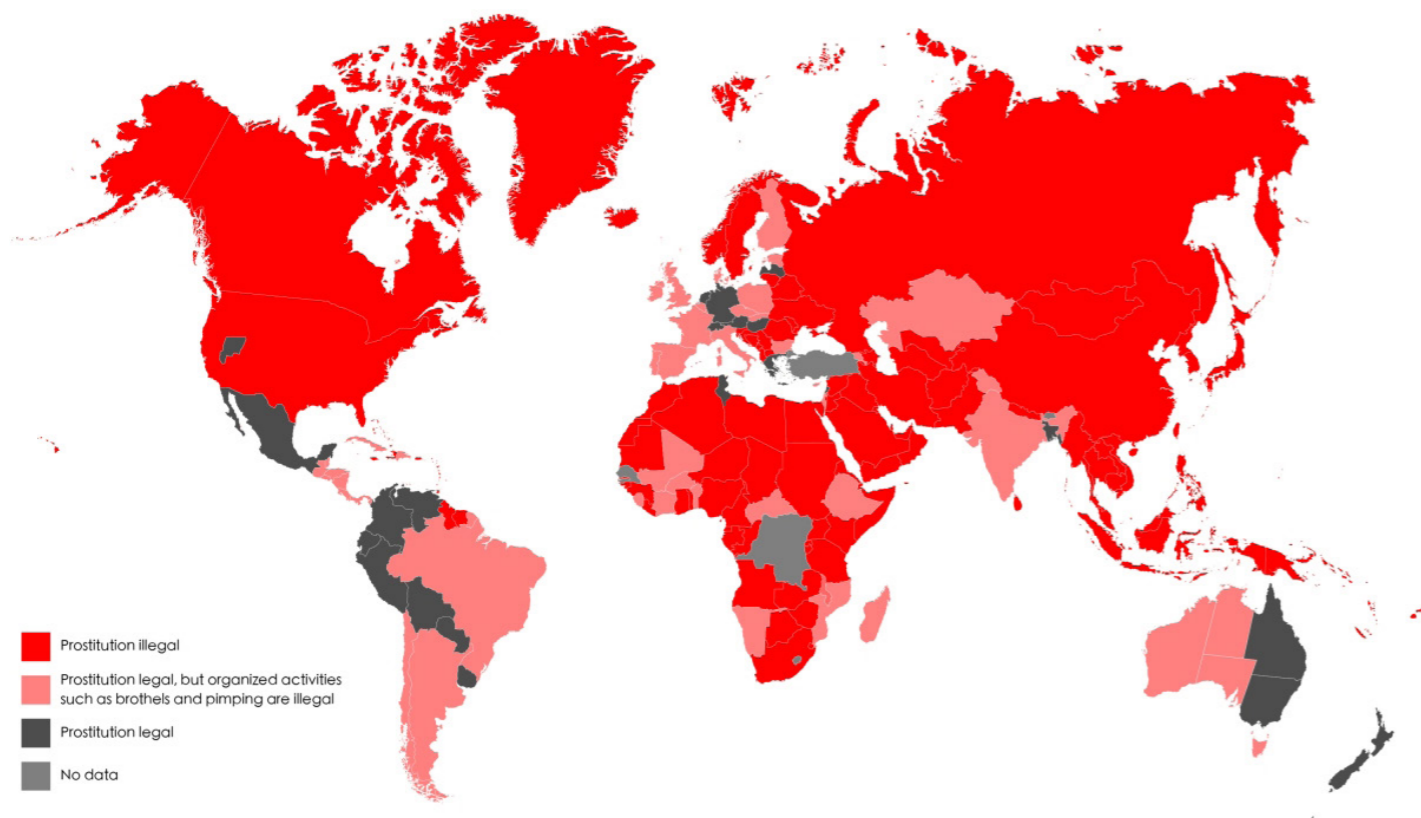 Prostitution illegal
Prostitution legal, but organized activities
such as brothels and pimping are illegal
Prostitution legal
No data